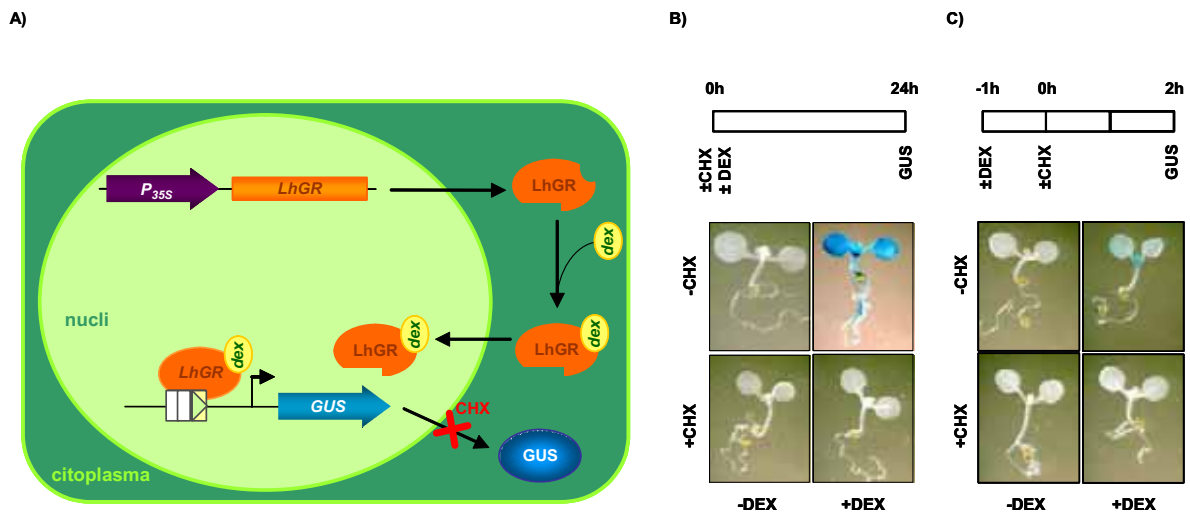 A)
P35S
LhGR
LhGR
dex
nucli
LhGR
dex
LhGR
dex
LhGR
dex
GUS
CHX
GUS
citoplasma
B)
0h
24h
±CHX
± DEX
GUS
-CHX
+CHX
-DEX
+DEX
C)
-1h
0h
2h
±DEX
±CHX
GUS
-CHX
+CHX
-DEX
+DEX